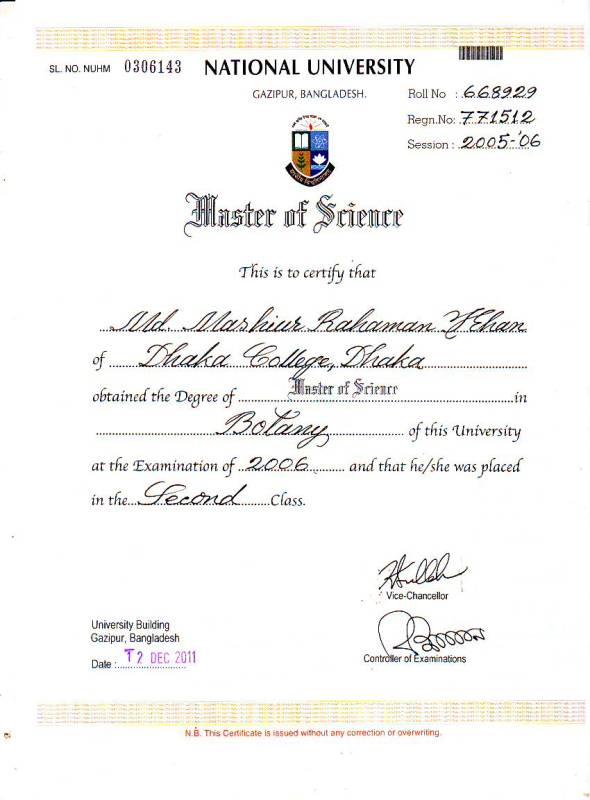 SL. NO. NUHM 0306143
NATIONAL UNIVERSITY
GAZIPUR, BANGLADESH.
Roll No : 668929
Regn.No: 771512
Session : 2005-'06
Master of Science
This is to certify that
Md. Mashiur Rahaman Khan
of Dhaka College, Dhaka
obtained the Degree of Master of Science in
Botany of this University
at the Examination of 2006 and that he/she was placed
in the Second Class.
Vice-Chancellor
University Building
Gazipur, Bangladesh
Date : 12 DEC 2011
Controller of Examinations
N.B. This Certificate is issued without any correction or overwriting.